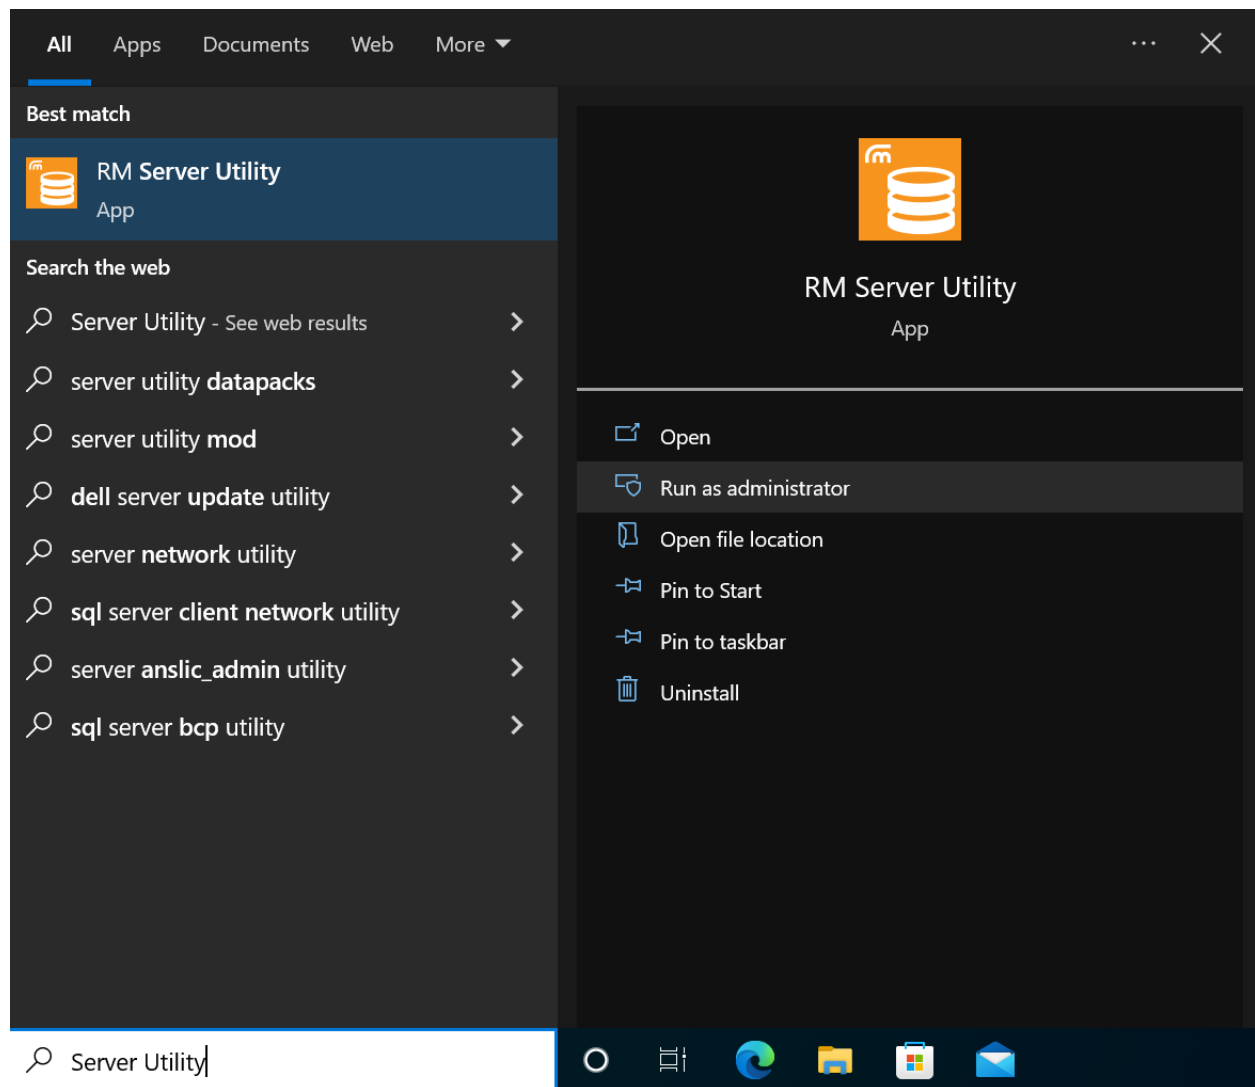 All Apps Documents Web More
Best match
RM Server Utility
App
Search the web
Server Utility - See web results
server utility datapacks
server utility mod
dell server update utility
server network utility
sql server client network utility
server anslic_admin utility
sql server bcp utility
RM Server Utility
App
Open
Run as administrator
Open file location
Pin to Start
Pin to taskbar
Uninstall
Server Utility